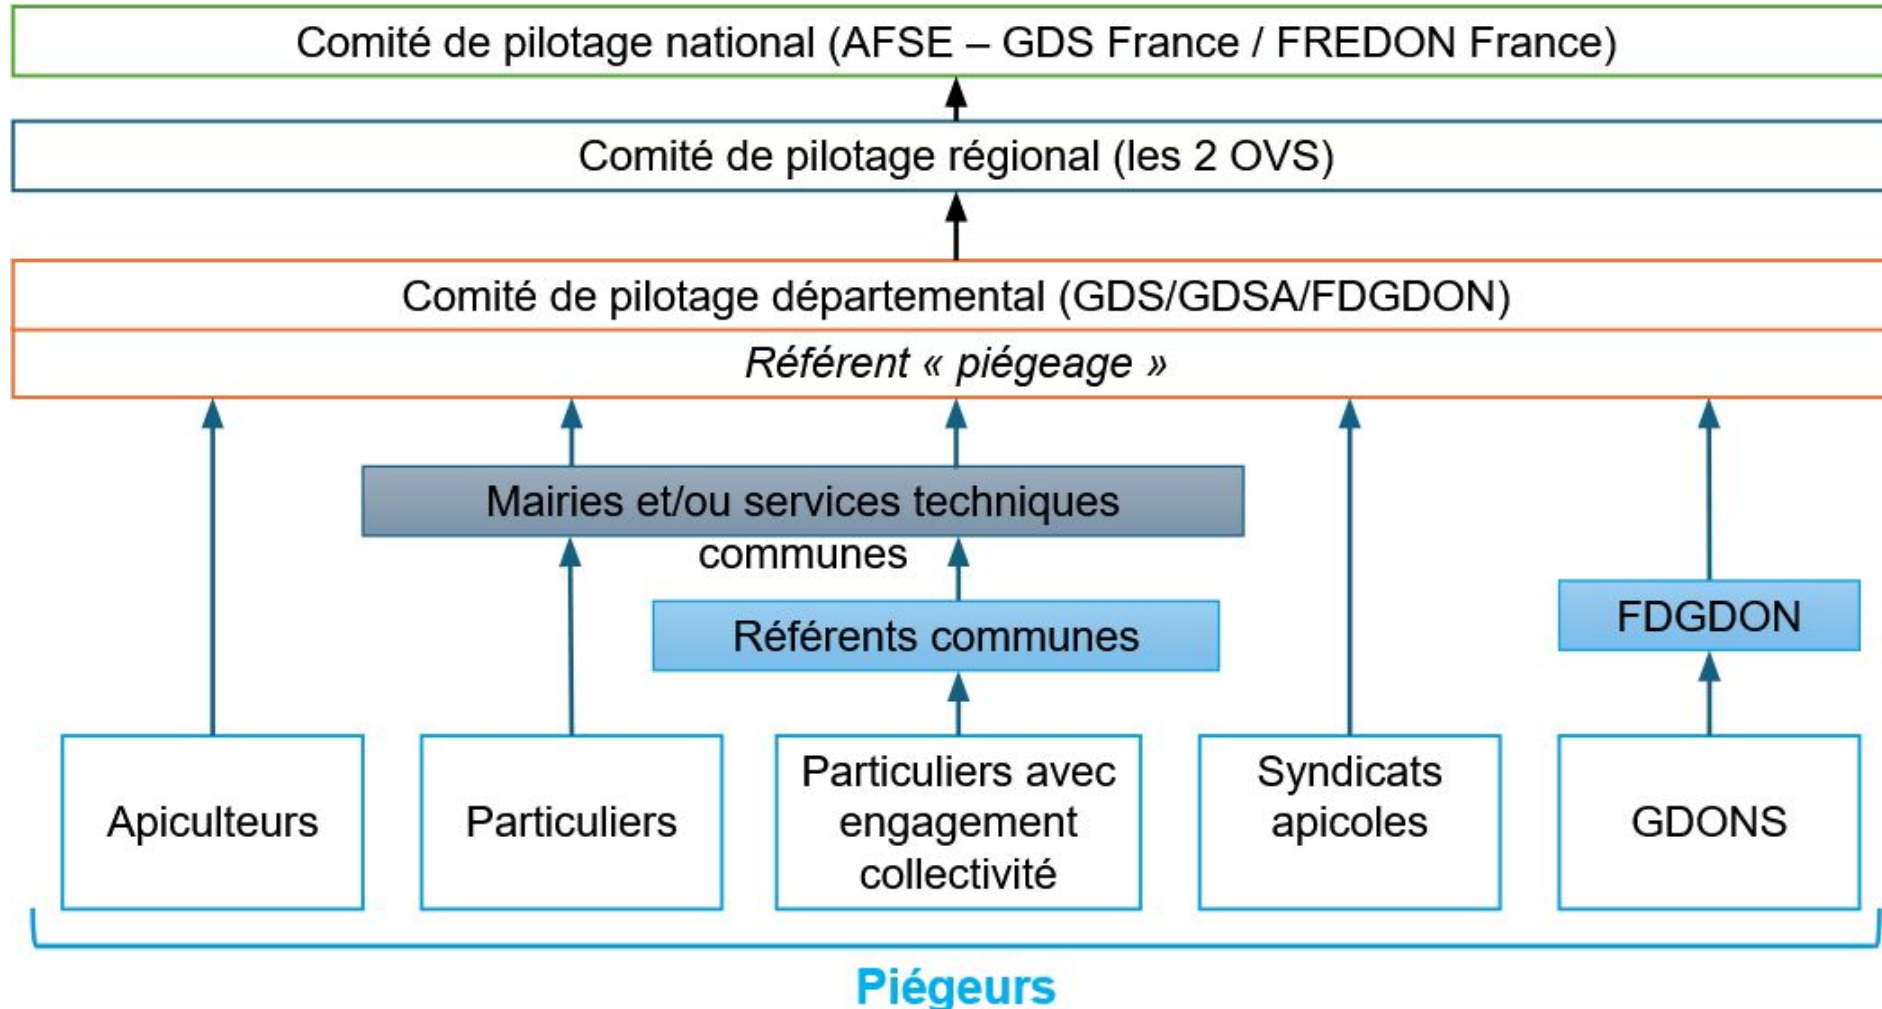 Comité de pilotage national (AFSE – GDS France / FREDON France)
Comité de pilotage régional (les 2 OVS)
Comité de pilotage départemental (GDS/GDSA/FDGDON)
Référent « piégeage »
Mairies et/ou services techniques
communes
Référents communes
FDGDON
Apiculteurs
Particuliers
Particuliers avec
engagement
collectivité
Syndicats
apicoles
GDONS
Piégeurs